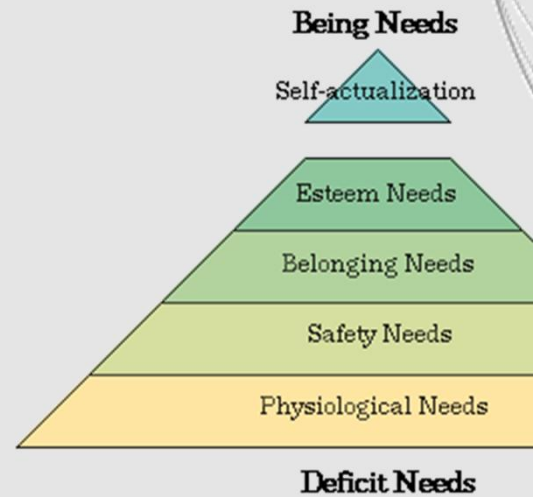 Being Needs
Self-actualization
Esteem Needs
Belonging Needs
Safety Needs
Physiological Needs
Deficit Needs